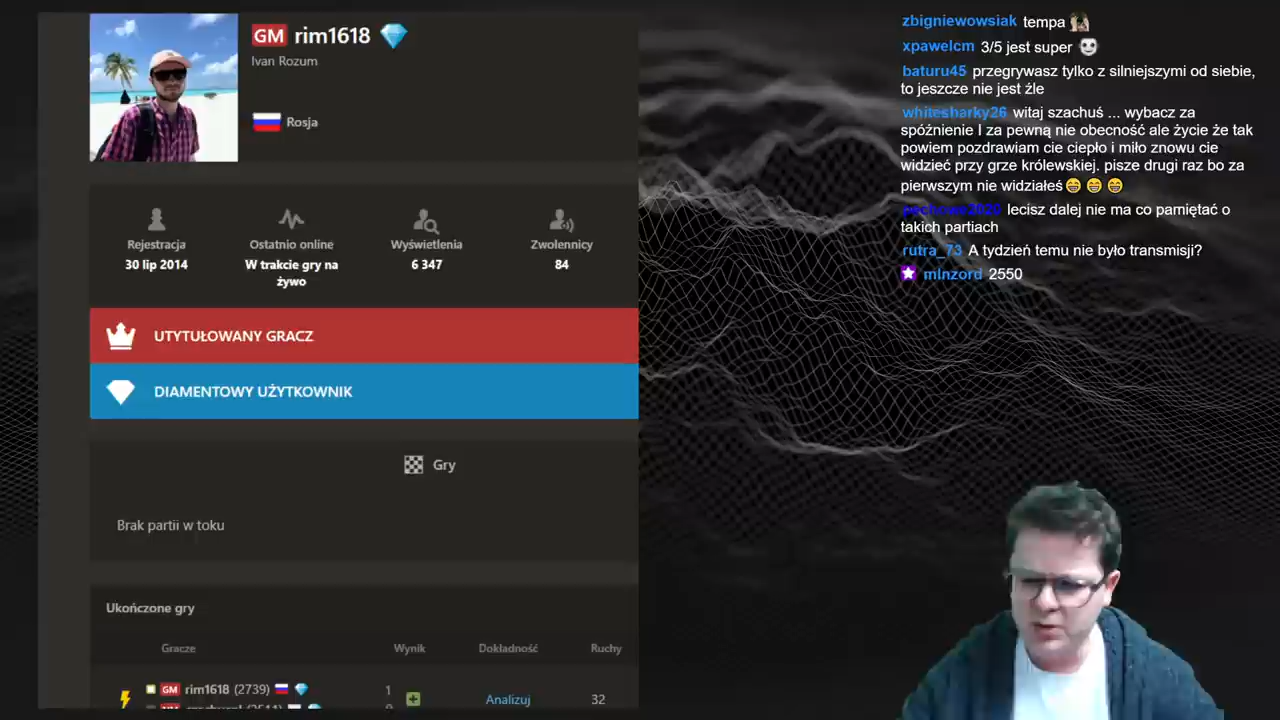 GM rim1618
Ivan Rozum
Rosja
Rejestracja
30 lip 2014
Ostatnio online
W trakcie gry na
żywo
Wyświetlenia
6 347
Zwolennicy
84
UTYTUŁOWANY GRACZ
DIAMENTOWY UŻYTKOWNIK
Gry
Brak partii w toku
Ukończone gry
Gracze Wynik Dokładność Ruchy
GM rim1618 (2739) 1
Analizuj 32
zbigniewowsiak tempa
xpawelcm 3/5 jest super
baturu45 przegrywasz tylko z silniejszymi od siebie,
to jeszcze nie jest źle
whitesharky26 witaj szachuś ... wybacz za
spóźnienie I za pewną nie obecność ale życie że tak
powiem pozdrawiam cie ciepło i miło znowu cie
widzieć przy grze królewskiej. pisze drugi raz bo za
pierwszym nie widziałeś😁 😁 😁
lecisz dalej nie ma co pamiętać o
takich partiach
rutra_73 A tydzień temu nie było transmisji?
mlnzord 2550